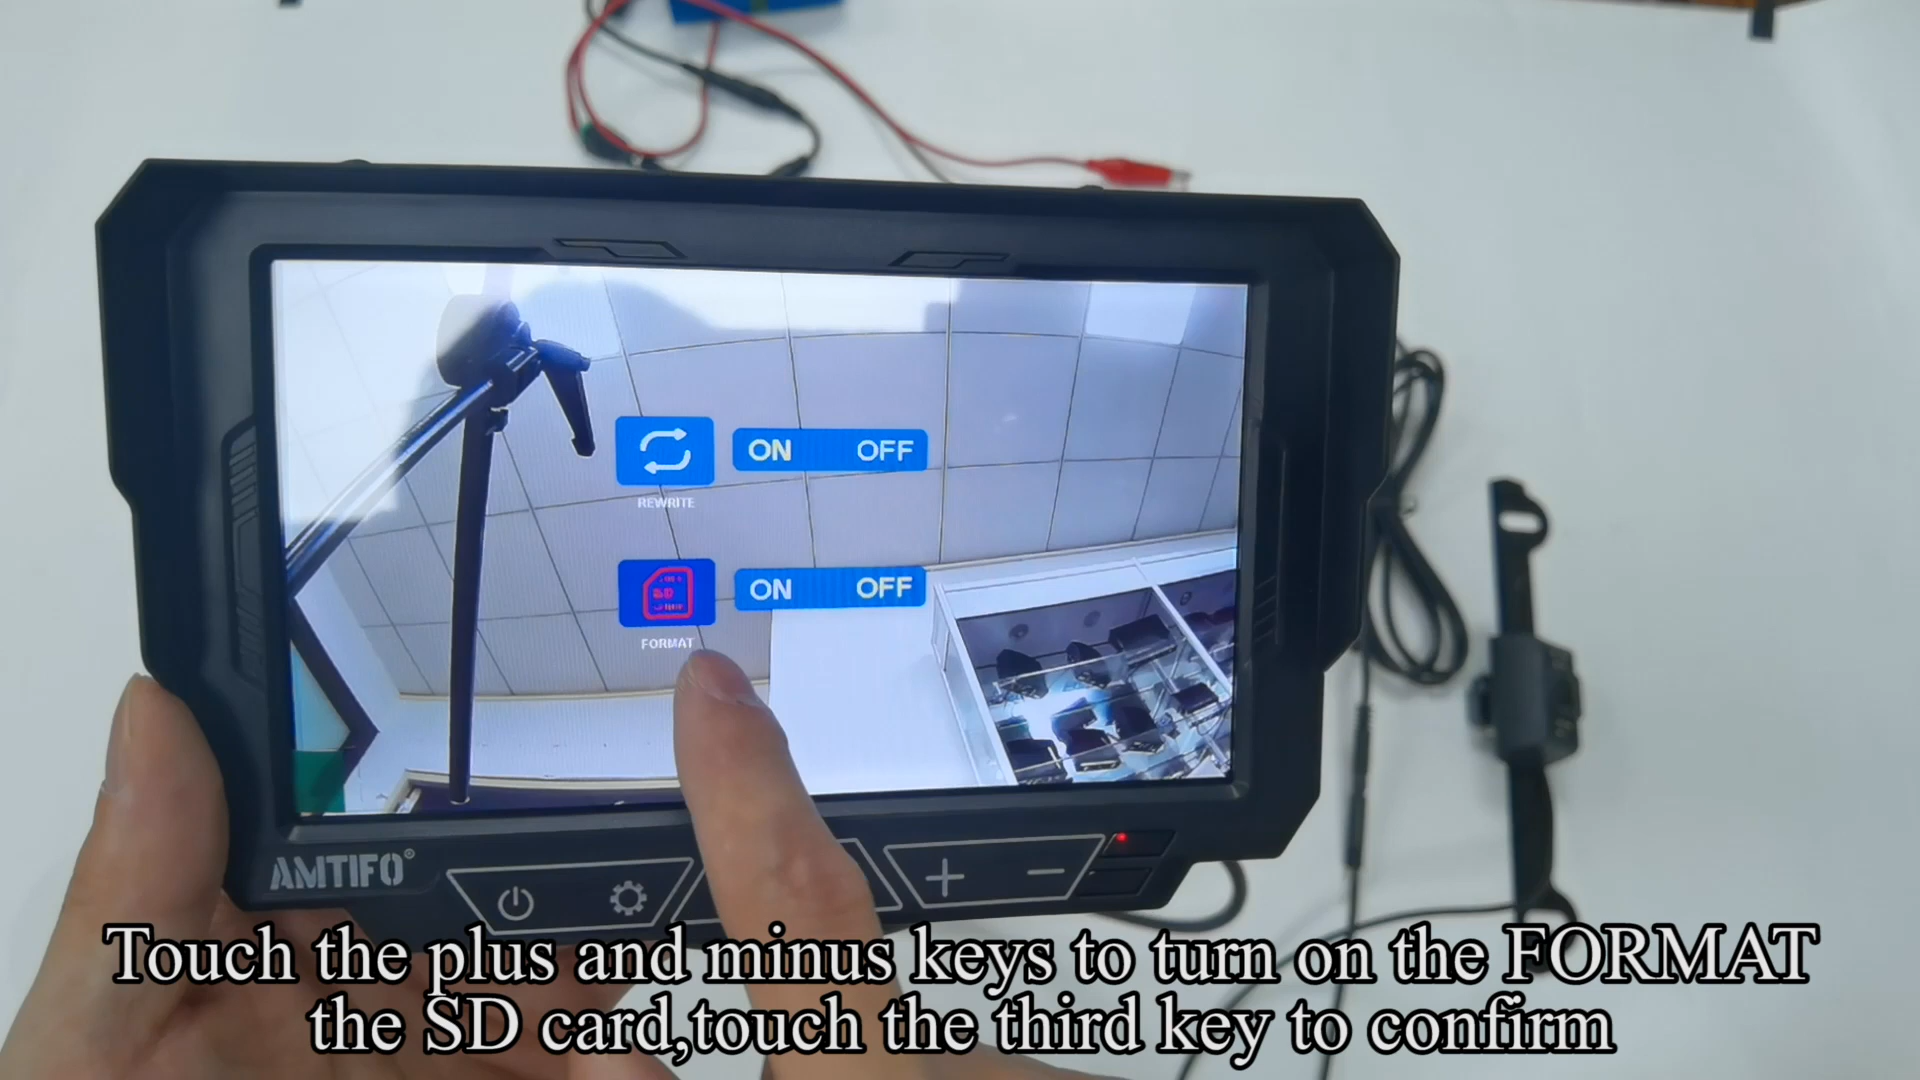 ON OFF
REWRITE
SD
ON OFF
FORMAT
AMTIFO®
Touch the plus and minus keys to turn on the FORMAT
the SD card,touch the third key to confirm